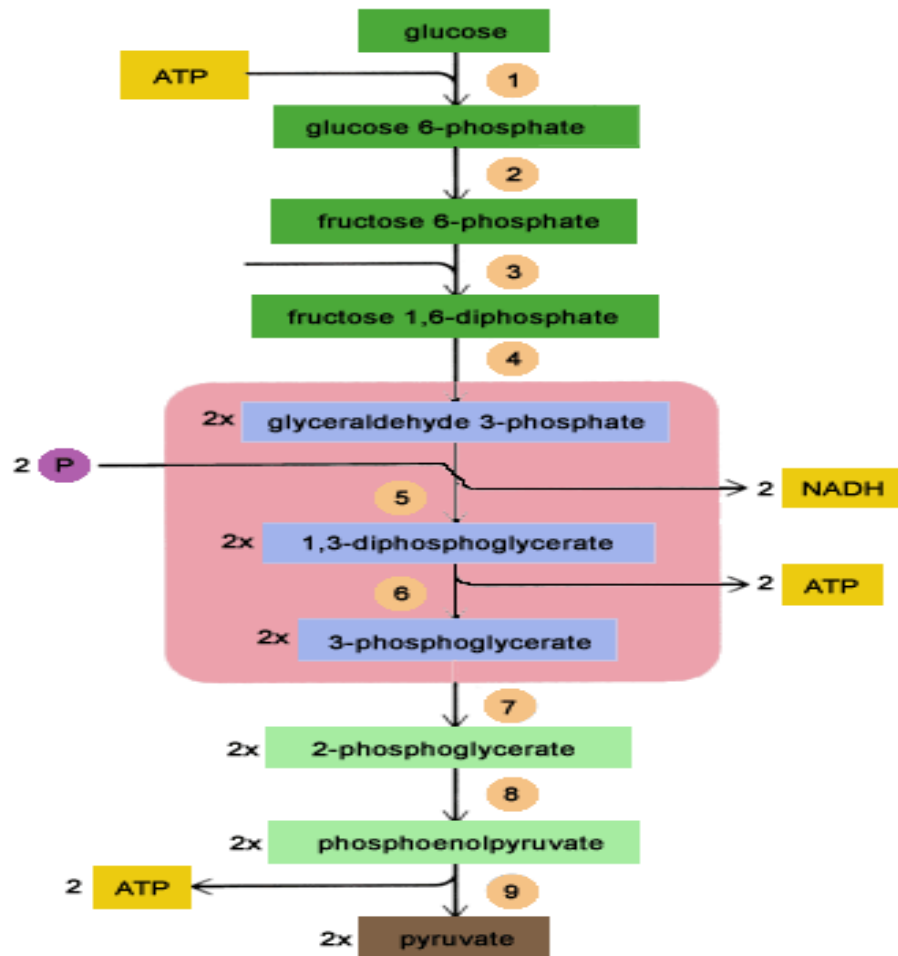 glucose
ATP
1
glucose 6-phosphate
2
fructose 6-phosphate
3
fructose 1,6-diphosphate
4
2x glyceraldehyde 3-phosphate
2 P
2 NADH
5
2x 1,3-diphosphoglycerate
6
2 ATP
2x 3-phosphoglycerate
7
2x 2-phosphoglycerate
8
2x phosphoenolpyruvate
2 ATP
9
2x pyruvate